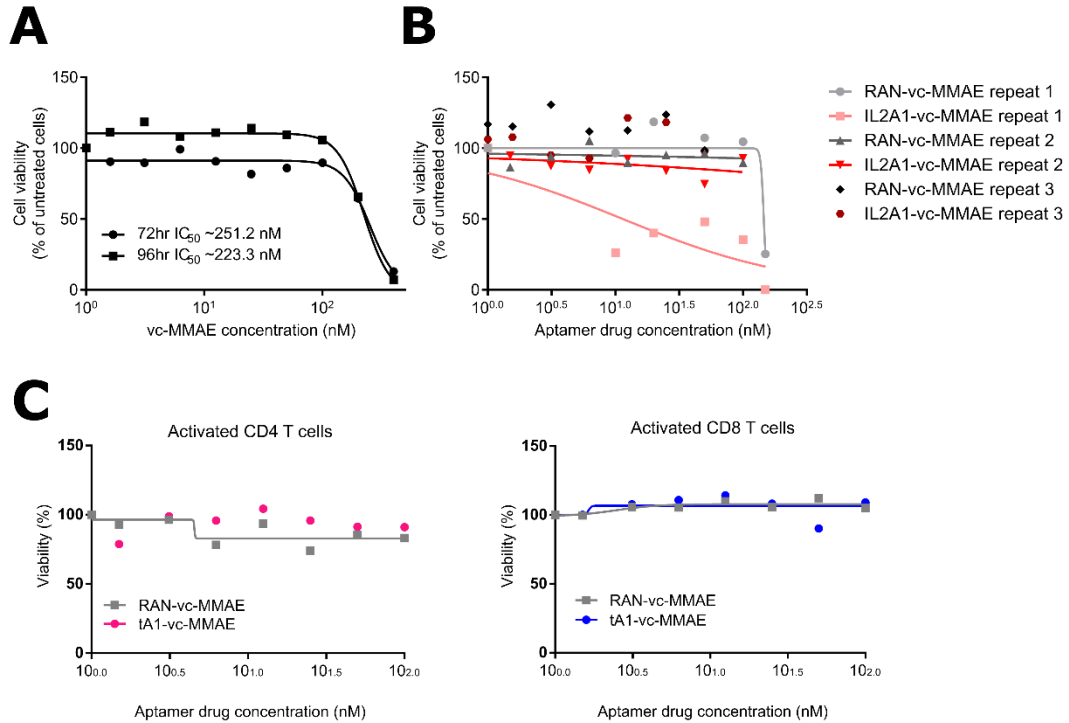 A
Cell viability
(% of untreated cells)
150
100
50
0
72hr IC50 ~251.2 nM
96hr IC50 ~223.3 nM
10^0
10^1
10^2
vc-MMAE concentration (nM)
B
Cell viability
(% of untreated cells)
150
100
50
0
10^0.0
10^0.5
10^1.0
10^1.5
10^2.0
10^2.5
Aptamer drug concentration (nM)
RAN-vc-MMAE repeat 1
IL2A1-vc-MMAE repeat 1
RAN-vc-MMAE repeat 2
IL2A1-vc-MMAE repeat 2
RAN-vc-MMAE repeat 3
IL2A1-vc-MMAE repeat 3
C
Activated CD4 T cells
Viability (%)
150
100
50
0
RAN-vc-MMAE
tA1-vc-MMAE
10^0.0
10^0.5
10^1.0
10^1.5
10^2.0
Aptamer drug concentration (nM)
Activated CD8 T cells
Viability (%)
150
100
50
0
RAN-vc-MMAE
tA1-vc-MMAE
10^0.0
10^0.5
10^1.0
10^1.5
10^2.0
Aptamer drug concentration (nM)